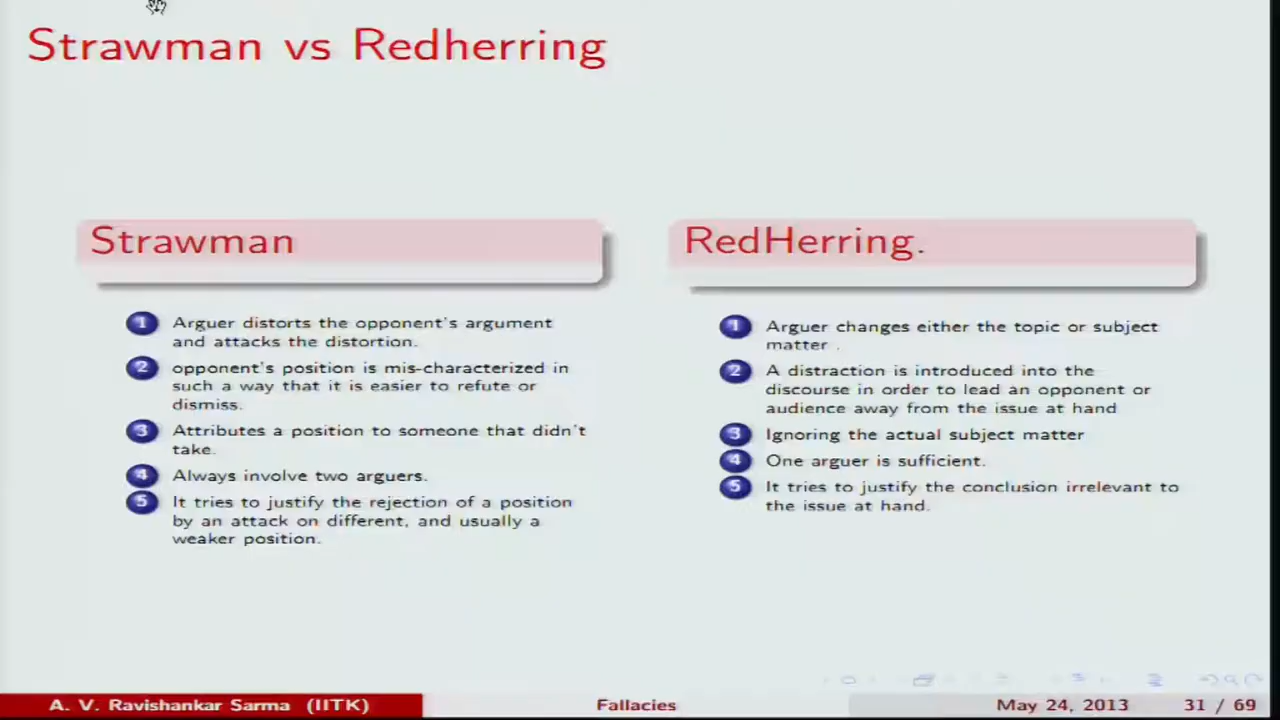 Strawman vs Redherring
Strawman
1 Arguer distorts the opponent's argument
and attacks the distortion.
2 opponent's position is mis-characterized in
such a way that it is easier to refute or
dismiss.
3 Attributes a position to someone that didn't
take.
4 Always involve two arguers.
5 It tries to justify the rejection of a position
by an attack on different, and usually a
weaker position.
RedHerring.
1 Arguer changes either the topic or subject
matter .
2 A distraction is introduced into the
discourse in order to lead an opponent or
audience away from the issue at hand
3 Ignoring the actual subject matter
4 One arguer is sufficient.
5 It tries to justify the conclusion irrelevant to
the issue at hand.
A. V. Ravishankar Sarma (IITK) Fallacies May 24, 2013 31 / 69